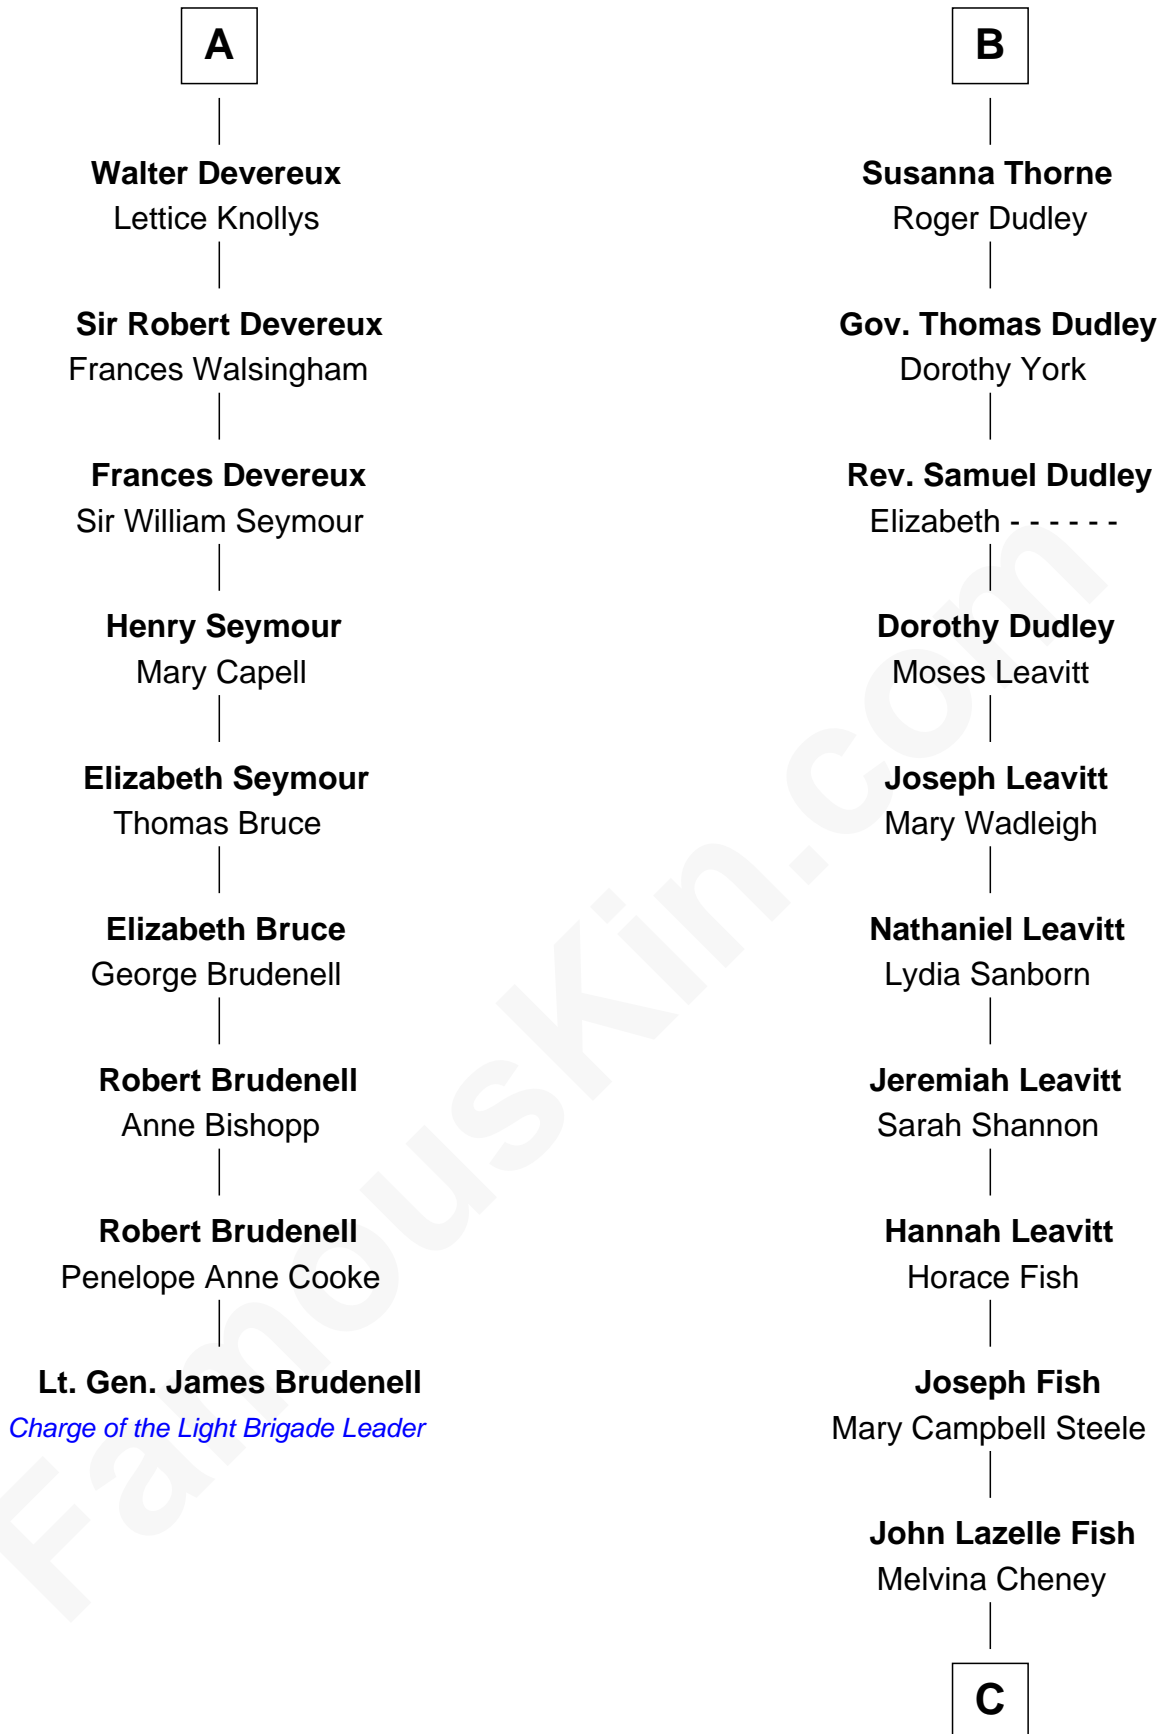 A
Walter Devereux
Lettice Knollys
Sir Robert Devereux
Frances Walsingham
Frances Devereux
Sir William Seymour
Henry Seymour
Mary Capell
Elizabeth Seymour
Thomas Bruce
Elizabeth Bruce
George Brudenell
Robert Brudenell
Anne Bishopp
Robert Brudenell
Penelope Anne Cooke
Lt. Gen. James Brudenell
Charge of the Light Brigade Leader
B
Susanna Thorne
Roger Dudley
Gov. Thomas Dudley
Dorothy York
Rev. Samuel Dudley
Elizabeth - - - - - -
Dorothy Dudley
Moses Leavitt
Joseph Leavitt
Mary Wadleigh
Nathaniel Leavitt
Lydia Sanborn
Jeremiah Leavitt
Sarah Shannon
Hannah Leavitt
Horace Fish
Joseph Fish
Mary Campbell Steele
John Lazelle Fish
Melvina Cheney
C
FamousKin.com